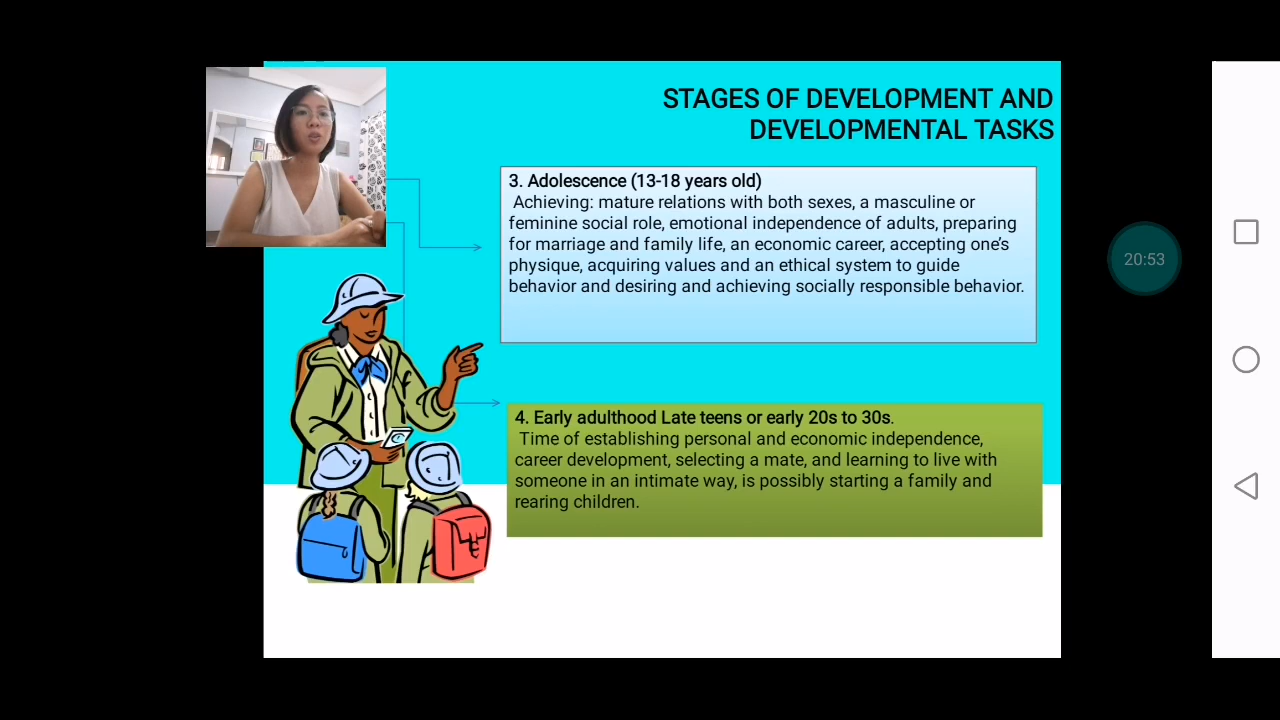 STAGES OF DEVELOPMENT AND
DEVELOPMENTAL TASKS
3. Adolescence (13-18 years old)
Achieving: mature relations with both sexes, a masculine or
feminine social role, emotional independence of adults, preparing
for marriage and family life, an economic career, accepting one’s
physique, acquiring values and an ethical system to guide
behavior and desiring and achieving socially responsible behavior.
20:53
4. Early adulthood Late teens or early 20s to 30s.
Time of establishing personal and economic independence,
career development, selecting a mate, and learning to live with
someone in an intimate way, is possibly starting a family and
rearing children.